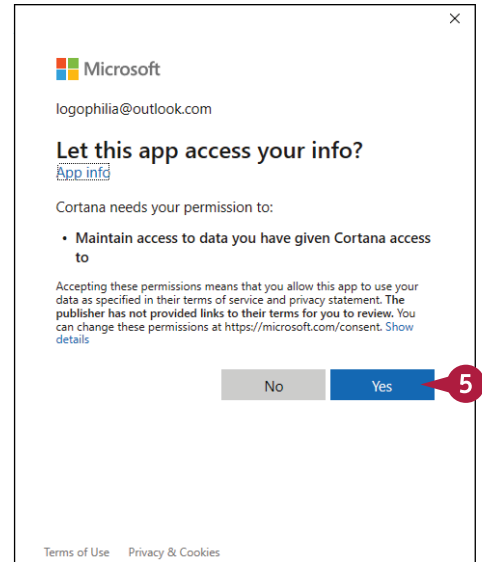 Microsoft
logophilia@outlook.com
Let this app access your info?
App info
Cortana needs your permission to:
• Maintain access to data you have given Cortana access
to
Accepting these permissions means that you allow this app to use your
data as specified in their terms of service and privacy statement. The
publisher has not provided links to their terms for you to review. You
can change these permissions at https://microsoft.com/consent. Show
details
No Yes 5
Terms of Use Privacy & Cookies